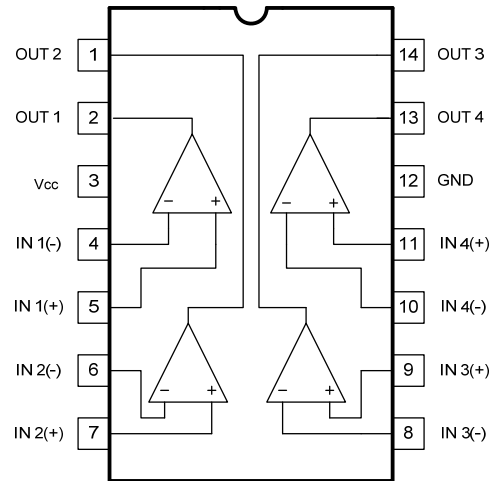 OUT 2 1 14 OUT 3
OUT 1 2 13 OUT 4
Vcc 3 12 GND
− + − +
IN 1(-) 4 11 IN 4(+)
IN 1(+) 5 10 IN 4(-)
IN 2(-) 6 9 IN 3(+)
− + − +
IN 2(+) 7 8 IN 3(-)